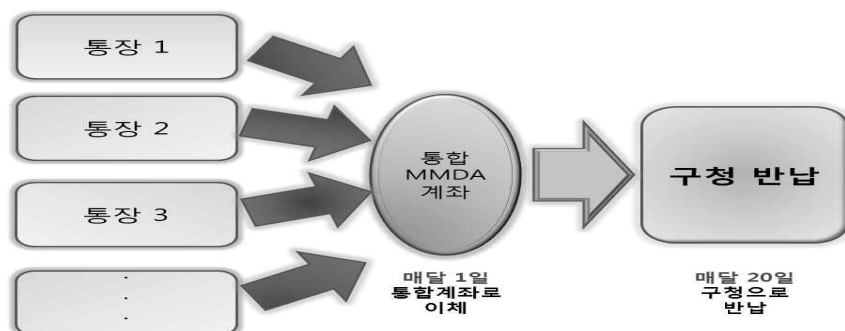 통장 1
통장 2
통장 3
.
.
.
통합
MMDA
계좌
매달 1일
통합계좌로
이체
구청 반납
매달 20일
구청으로
반납